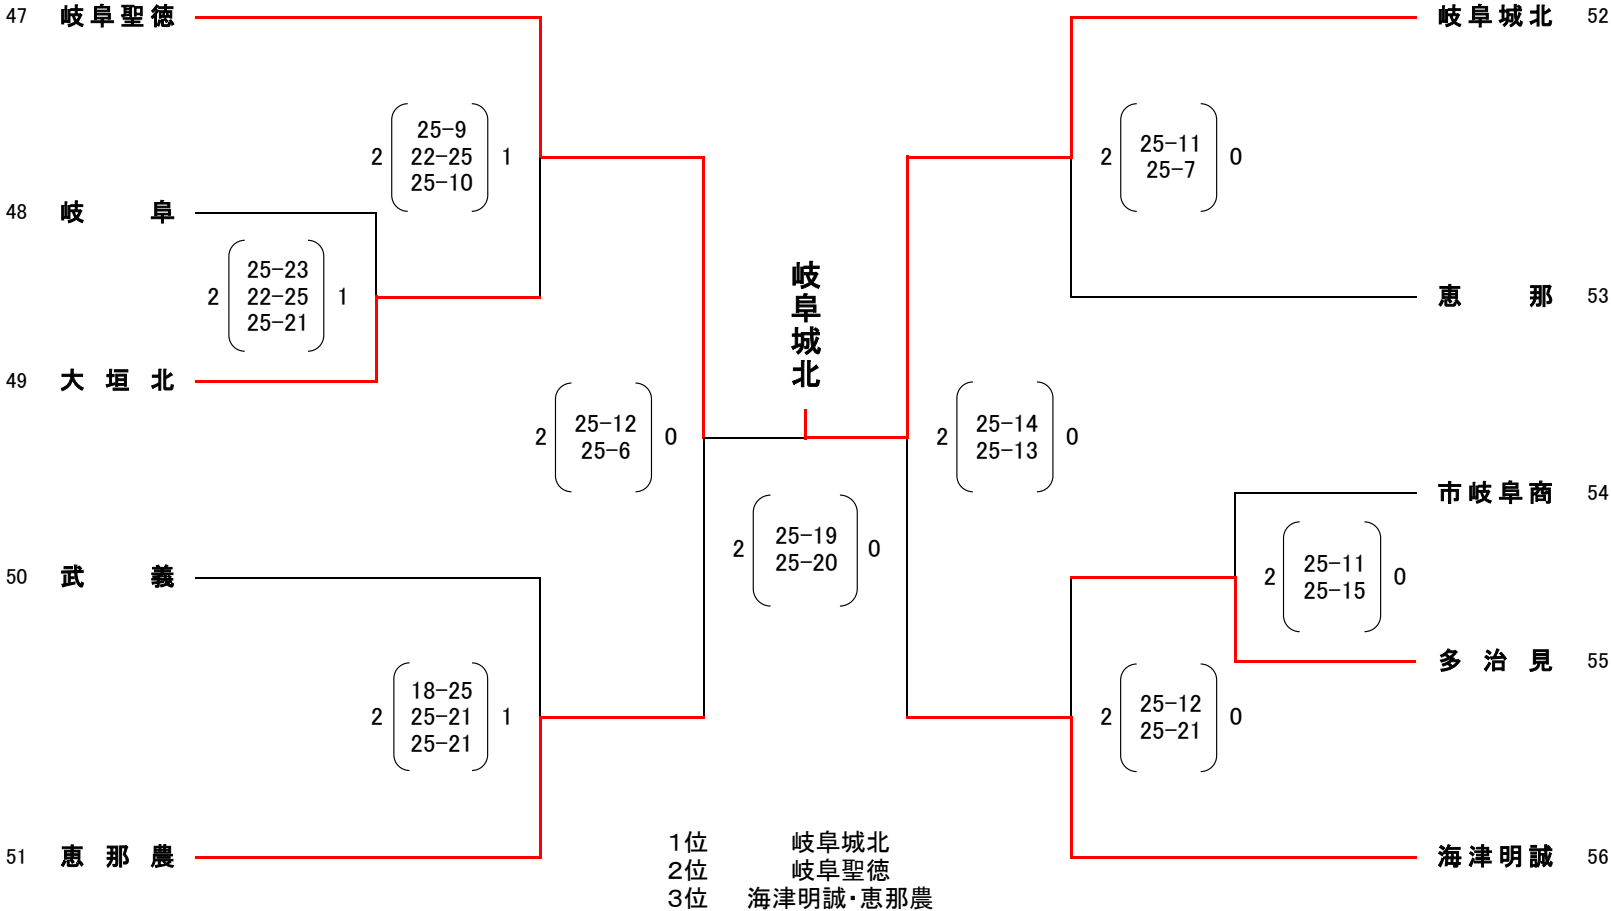 47 岐阜聖徳
岐阜城北 52
25-9
2 22-25 1
25-10
25-11
2 25-7 0
48 岐 阜
25-23
2 22-25 1
25-21
岐阜城北
恵 那 53
49 大垣北
25-12
2 25-6 0
25-14
2 25-13 0
市岐阜商 54
25-19
2 25-20 0
25-11
2 25-15 0
50 武 義
多治見 55
18-25
2 25-21 1
25-21
25-12
2 25-21 0
51 恵那農
海津明誠 56
1位 岐阜城北
2位 岐阜聖徳
3位 海津明誠・恵那農